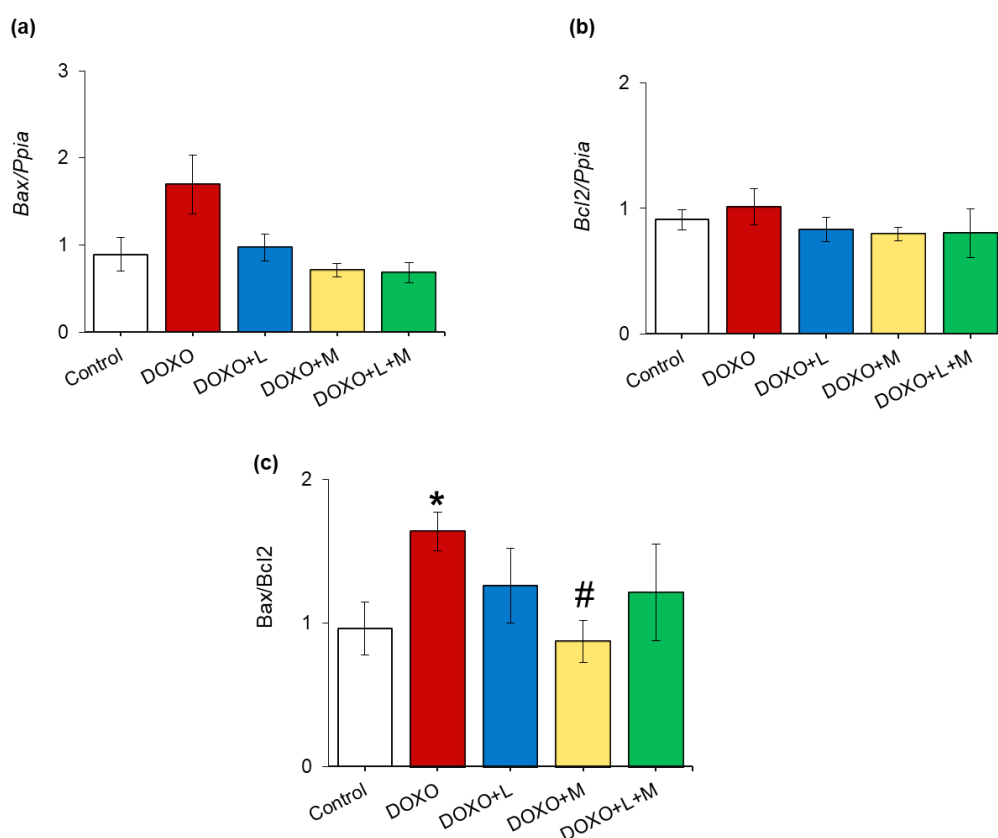 (a)
Bax/Ppia
3
2
1
0
Control
DOXO
DOXO+L
DOXO+M
DOXO+L+M
(b)
Bcl2/Ppia
2
1
0
Control
DOXO
DOXO+L
DOXO+M
DOXO+L+M
(c)
Bax/Bcl2
2
1
0
*
#
Control
DOXO
DOXO+L
DOXO+M
DOXO+L+M